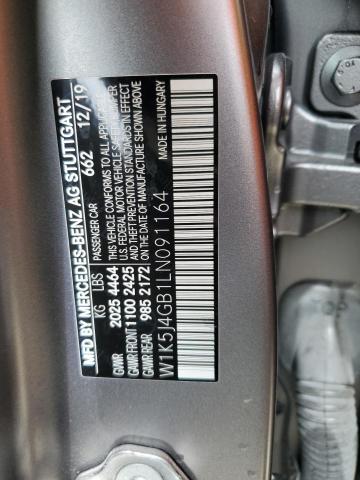 MFD BY MERCEDES-BENZ AG STUTTGART
PASSENGER CAR 662 12/19
KG LBS
GVWR 2025 4464
GAWR FRONT 1100 2425
GAWR REAR 985 2172
THIS VEHICLE CONFORMS TO ALL APPLICABLE
U.S. FEDERAL MOTOR VEHICLE SAFETY, BUMPER
AND THEFT PREVENTION STANDARDS IN EFFECT
ON THE DATE OF MANUFACTURE SHOWN ABOVE
MADE IN HUNGARY
W1K5J4GB1LN091164